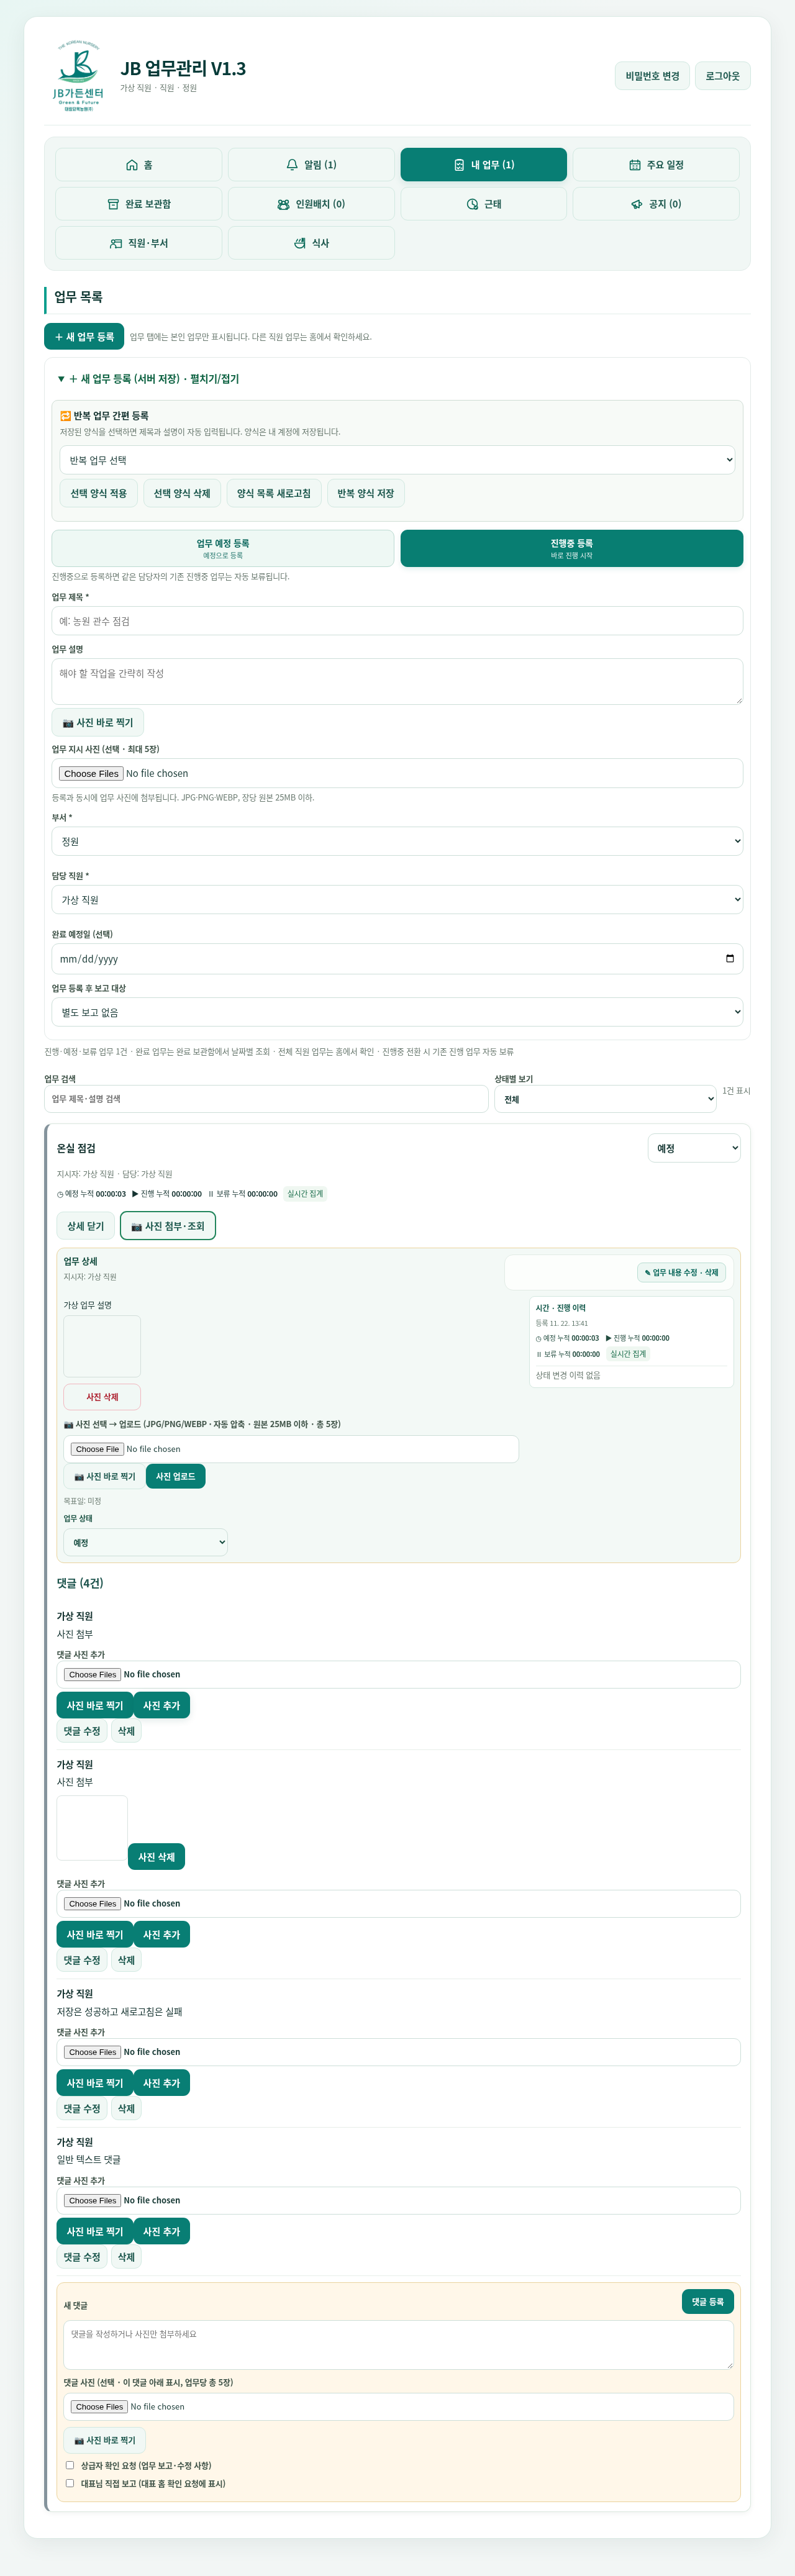 THE KOREAN NURSERY
JB가든센터
Green & Future
JB 업무관리 V1.3
가상 직원 · 직원 · 정원
비밀번호 변경
로그아웃
홈
알림 (1)
내 업무 (1)
주요 일정
완료 보관함
인원배치 (0)
근태
공지 (0)
직원·부서
식사
업무 목록
+ 새 업무 등록
업무 탭에는 본인 업무만 표시됩니다. 다른 직원 업무는 홈에서 확인하세요.
▼ + 새 업무 등록 (서버 저장) · 펼치기/접기
🔁 반복 업무 간편 등록
저장된 양식을 선택하면 제목과 설명이 자동 입력됩니다. 양식은 내 계정에 저장됩니다.
반복 업무 선택
선택 양식 적용
선택 양식 삭제
양식 목록 새로고침
반복 양식 저장
업무 예정 등록
예정으로 등록
진행중 등록
바로 진행 시작
진행중으로 등록하면 같은 담당자의 기존 진행중 업무는 자동 보류됩니다.
업무 제목 *
예: 농원 관수 점검
업무 설명
해야 할 작업을 간략히 작성
📷 사진 바로 찍기
업무 지시 사진 (선택 · 최대 5장)
Choose Files No file chosen
등록과 동시에 업무 사진에 첨부됩니다. JPG·PNG·WEBP, 장당 원본 25MB 이하.
부서 *
정원
담당 직원 *
가상 직원
완료 예정일 (선택)
mm/dd/yyyy
업무 등록 후 보고 대상
별도 보고 없음
진행·예정·보류 업무 1건 · 완료 업무는 완료 보관함에서 날짜별 조회 · 전체 직원 업무는 홈에서 확인 · 진행중 전환 시 기존 진행 업무 자동 보류
업무 검색
업무 제목·설명 검색
상태별 보기
전체
1건 표시
온실 점검
예정
지시자: 가상 직원 · 담당: 가상 직원
◷ 예정 누적 00:00:03 ▶ 진행 누적 00:00:00 Ⅱ 보류 누적 00:00:00 실시간 집계
상세 닫기
📷 사진 첨부·조회
업무 상세
지시자: 가상 직원
✎ 업무 내용 수정 · 삭제
가상 업무 설명
시간 · 진행 이력
등록 11. 22. 13:41
◷ 예정 누적 00:00:03 ▶ 진행 누적 00:00:00
Ⅱ 보류 누적 00:00:00 실시간 집계
상태 변경 이력 없음
사진 삭제
📷 사진 선택 → 업로드 (JPG/PNG/WEBP · 자동 압축 · 원본 25MB 이하 · 총 5장)
Choose File No file chosen
📷 사진 바로 찍기
사진 업로드
목표일: 미정
업무 상태
예정
댓글 (4건)
가상 직원
사진 첨부
댓글 사진 추가
Choose Files No file chosen
사진 바로 찍기
사진 추가
댓글 수정
삭제
가상 직원
사진 첨부
사진 삭제
댓글 사진 추가
Choose Files No file chosen
사진 바로 찍기
사진 추가
댓글 수정
삭제
가상 직원
저장은 성공하고 새로고침은 실패
댓글 사진 추가
Choose Files No file chosen
사진 바로 찍기
사진 추가
댓글 수정
삭제
가상 직원
일반 텍스트 댓글
댓글 사진 추가
Choose Files No file chosen
사진 바로 찍기
사진 추가
댓글 수정
삭제
새 댓글
댓글 등록
댓글을 작성하거나 사진만 첨부하세요
댓글 사진 (선택 · 이 댓글 아래 표시, 업무당 총 5장)
Choose Files No file chosen
📷 사진 바로 찍기
상급자 확인 요청 (업무 보고·수정 사항)
대표님 직접 보고 (대표 홈 확인 요청에 표시)